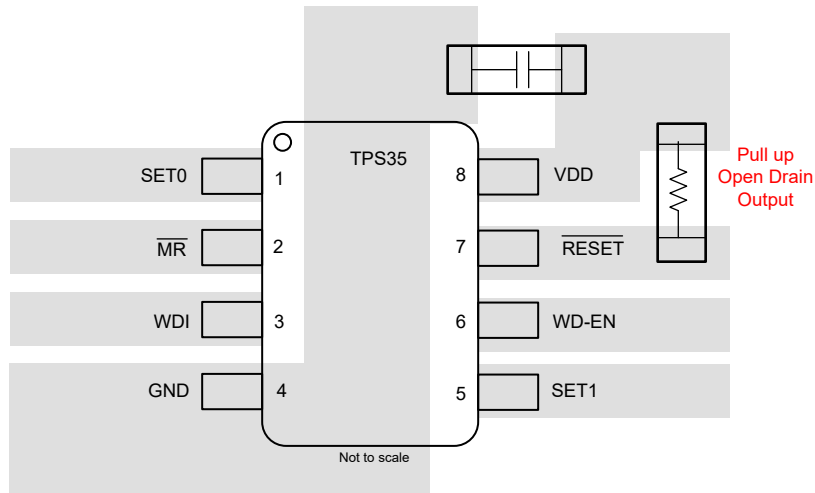 TPS35
SET0
1
8
VDD
Pull up
Open Drain
Output
MR
2
7
RESET
WDI
3
6
WD-EN
GND
4
5
SET1
Not to scale